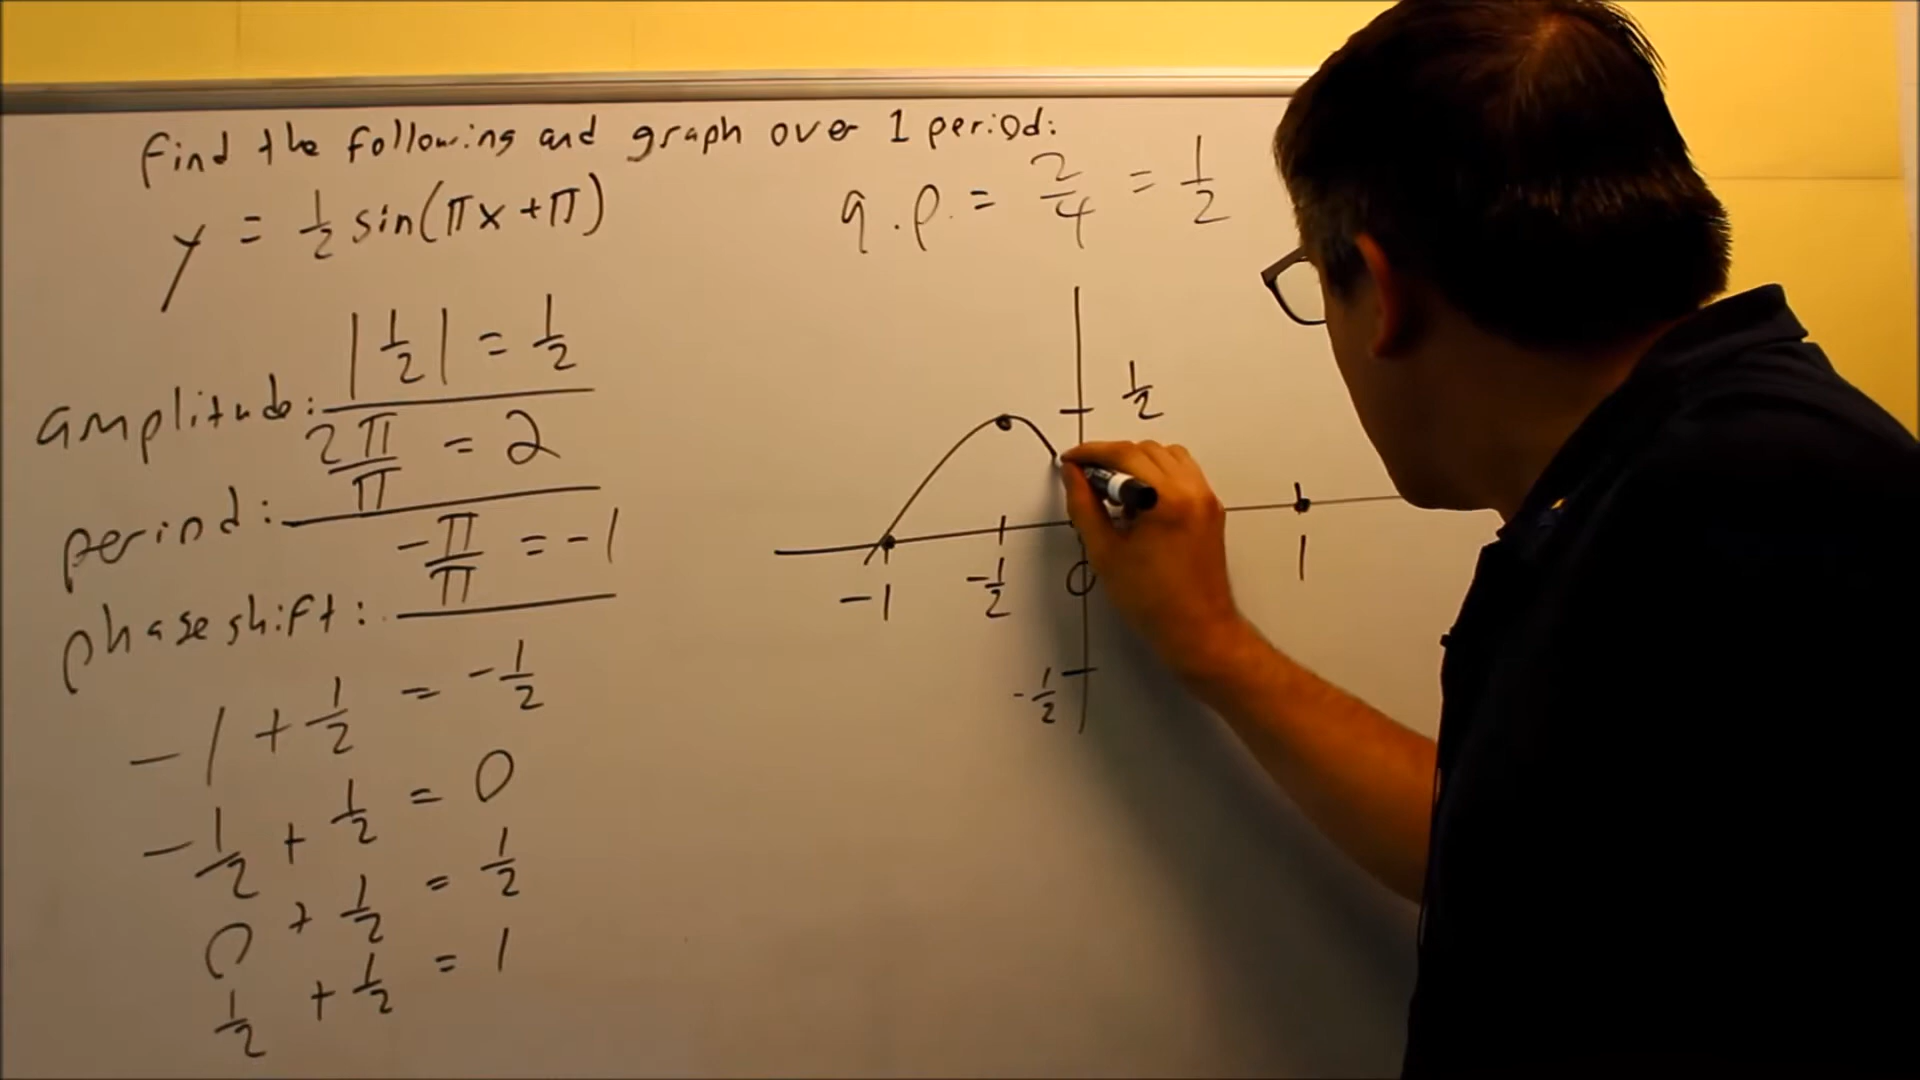 Find the following and graph over 1 period:
y = 1/2 sin(πx+π)
q.p. = 2/4 = 1/2
amplitude: |1/2| = 1/2
period: 2π/π = 2
phase shift: -π/π = -1
-1 + 1/2 = -1/2
-1/2 + 1/2 = 0
0 + 1/2 = 1/2
1/2 + 1/2 = 1
1/2
-1 -1/2 0 1
-1/2